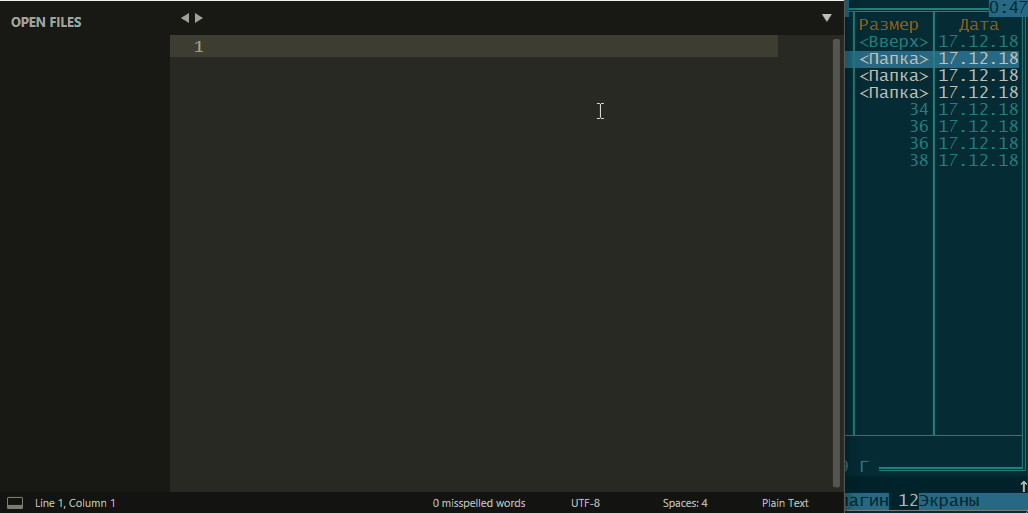 OPEN FILES
1
Line 1, Column 1
0 misspelled words
UTF-8
Spaces: 4
Plain Text
0:47
Размер Дата
<Вверх> 17.12.18
<Папка> 17.12.18
<Папка> 17.12.18
<Папка> 17.12.18
34 17.12.18
36 17.12.18
36 17.12.18
38 17.12.18
Г
агин 12Экраны